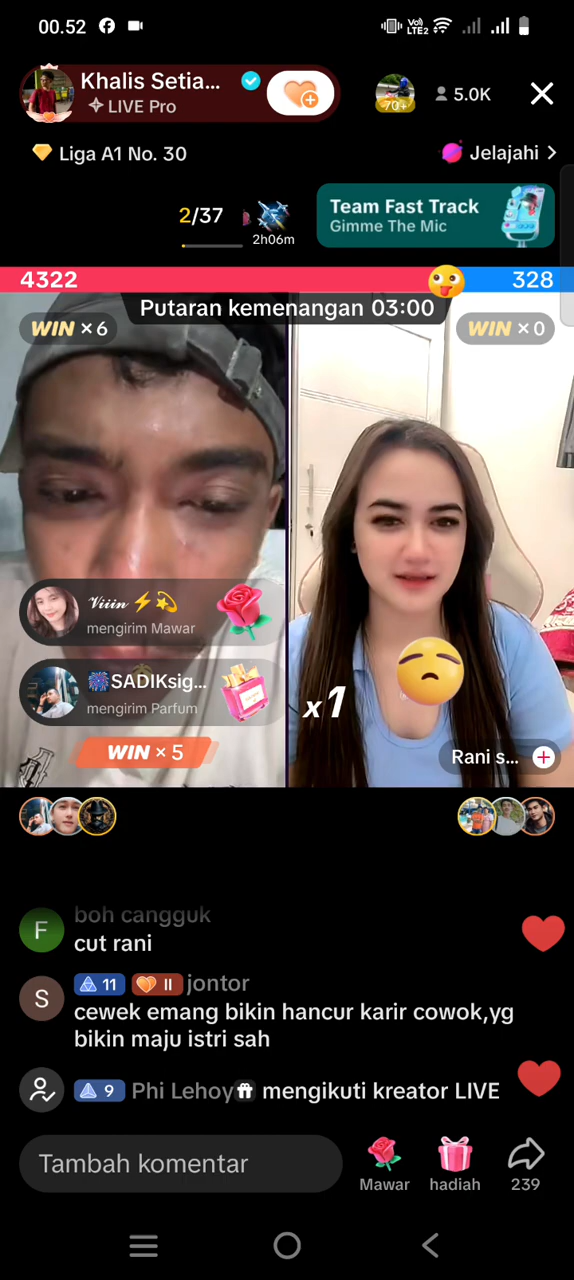 00.52
Vo)) LTE2
Khalis Setia...
LIVE Pro
70+
5.0K
Liga A1 No. 30
Jelajahi >
2/37
2h06m
Team Fast Track
Gimme The Mic
4322
328
Putaran kemenangan 03:00
WIN × 6
WIN × 0
𝒱𝒾𝒾𝒾𝓃 ⚡💫
mengirim Mawar
🎆SADIKsig...
mengirim Parfum
x1
WIN × 5
Rani s...
F
boh cangguk
cut rani
S
11 II jontor
cewek emang bikin hancur karir cowok,yg
bikin maju istri sah
9 Phi Lehoy mengikuti kreator LIVE
Tambah komentar
Mawar
hadiah
239